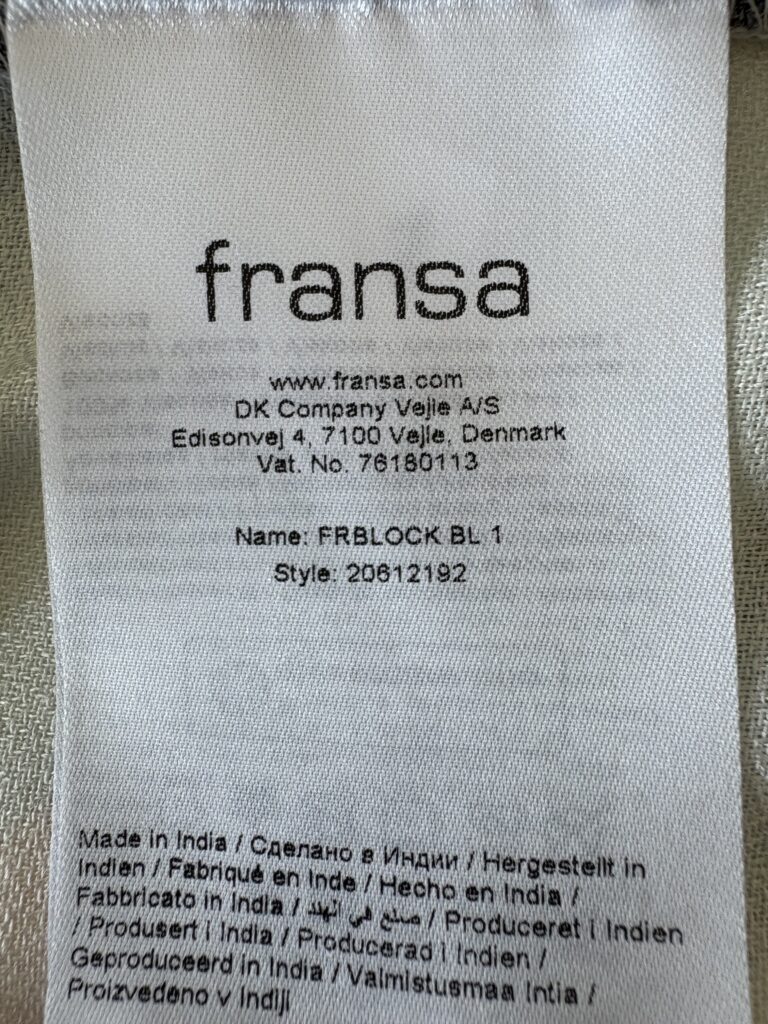 fransa
www.fransa.com
DK Company Vejle A/S
Edisonvej 4, 7100 Vejle, Denmark
Vat. No. 76180113
Name: FRBLOCK BL 1
Style: 20612192
Made in India / Сделано в Индии / Hergestellt in
Indien / Fabriqué en Inde / Hecho en India /
Fabbricato in India / صنع في الهند / Produceret i Indien
/ Produsert i India / Producerad i Indien /
Geproduceerd in India / Valmistusmaa Intia /
Proizvedeno v Indiji